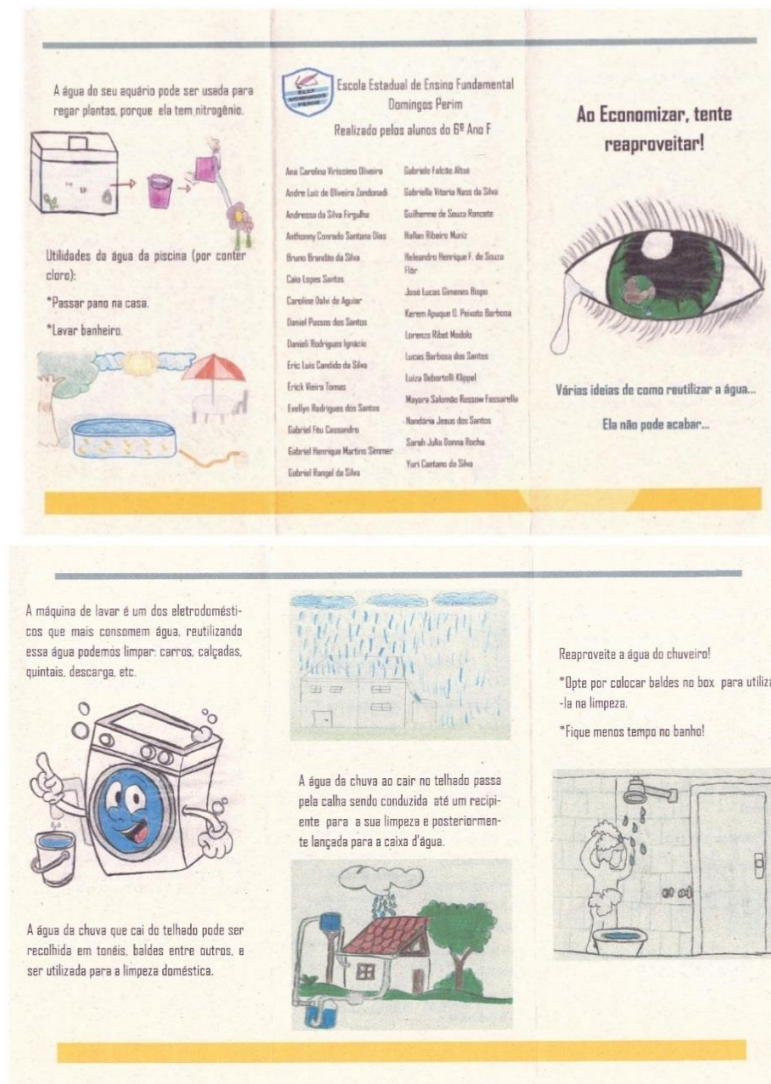 A água do seu aquário pode ser usada para
regar plantas, porque ela tem nitrogênio.
Utilidades da água da piscina (por conter
cloro):
*Passar pano na casa.
*Lavar banheiro.
EEEF
DOMINGOS
PERIM
Escola Estadual de Ensino Fundamental
Domingos Perim
Realizado pelos alunos do 6º Ano F
Ana Carolina Viríssimo Oliveira
Andre Luiz de Oliveira Zandonadi
Andressa da Silva Firgulha
Anthonny Conrado Santana Dias
Bruno Brandão da Silva
Caio Lopes Santos
Caroline Dalvi de Aguiar
Daniel Passos dos Santos
Danieli Rodrigues Ignácio
Eric Luis Candido da Silva
Erick Vieira Tomas
Evellyn Rodrigues dos Santos
Gabriel Feu Cassandro
Gabriel Henrique Martins Simmer
Gabriel Rangel da Silva
Gabriele Falcão Altoé
Gabriella Vitoria Nass da Silva
Guilherme de Souza Roncete
Hallan Ribeiro Muniz
Heleandro Henrique F. de Souza
Flôr
José Lucas Gimenes Bispo
Kerem Apuque O. Peixoto Barbosa
Lorenzo Ribet Modolo
Lucas Barbosa dos Santos
Luiza Debortolli Klippel
Mayara Salomão Rossow Fassarella
Nandária Jesus dos Santos
Sarah Julia Donna Rocha
Yuri Caetano da Silva
Ao Economizar, tente
reaproveitar!
Várias ideias de como reutilizar a água...
Ela não pode acabar...
A máquina de lavar é um dos eletrodomésti-
cos que mais consomem água, reutilizando
essa água podemos limpar: carros, calçadas,
quintais, descarga, etc.
A água da chuva que cai do telhado pode ser
recolhida em tonéis, baldes entre outros, e
ser utilizada para a limpeza doméstica.
A água da chuva ao cair no telhado passa
pela calha sendo conduzida até um recipi-
ente para a sua limpeza e posteriormen-
te lançada para a caixa d'água.
Reaproveite a água do chuveiro!
*Opte por colocar baldes no box para utiliza
-la na limpeza.
*Fique menos tempo no banho!